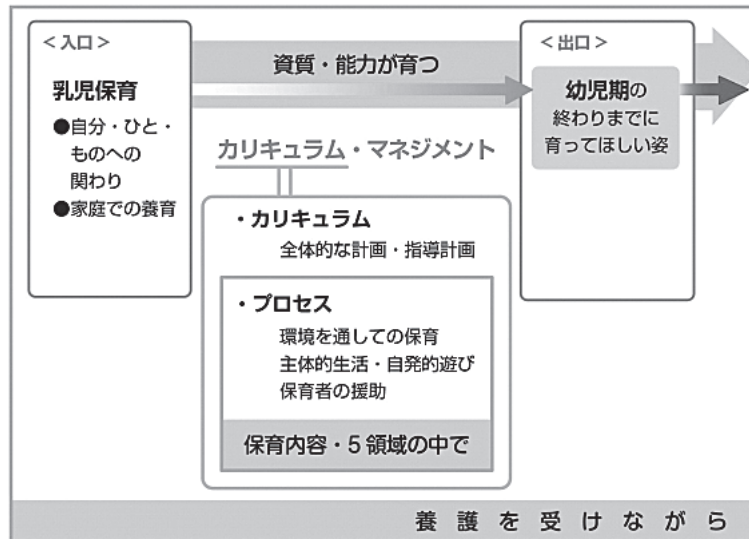 ＜入口＞
乳児保育
●自分・ひと・
ものへの
関わり
●家庭での養育
資質・能力が育つ
＜出口＞
幼児期の
終わりまでに
育ってほしい姿
カリキュラム・マネジメント
・カリキュラム
全体的な計画・指導計画
・プロセス
環境を通しての保育
主体的生活・自発的遊び
保育者の援助
保育内容・5領域の中で
養護を受けながら